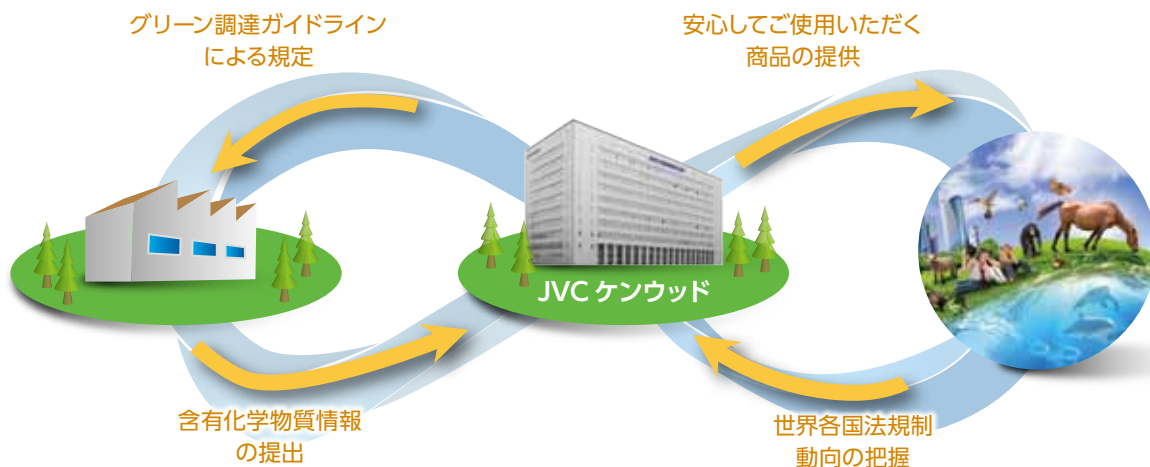 グリーン調達ガイドライン
による規定
安心してご使用いただく
商品の提供
JVC ケンウッド
含有化学物質情報
の提出
世界各国法規制
動向の把握